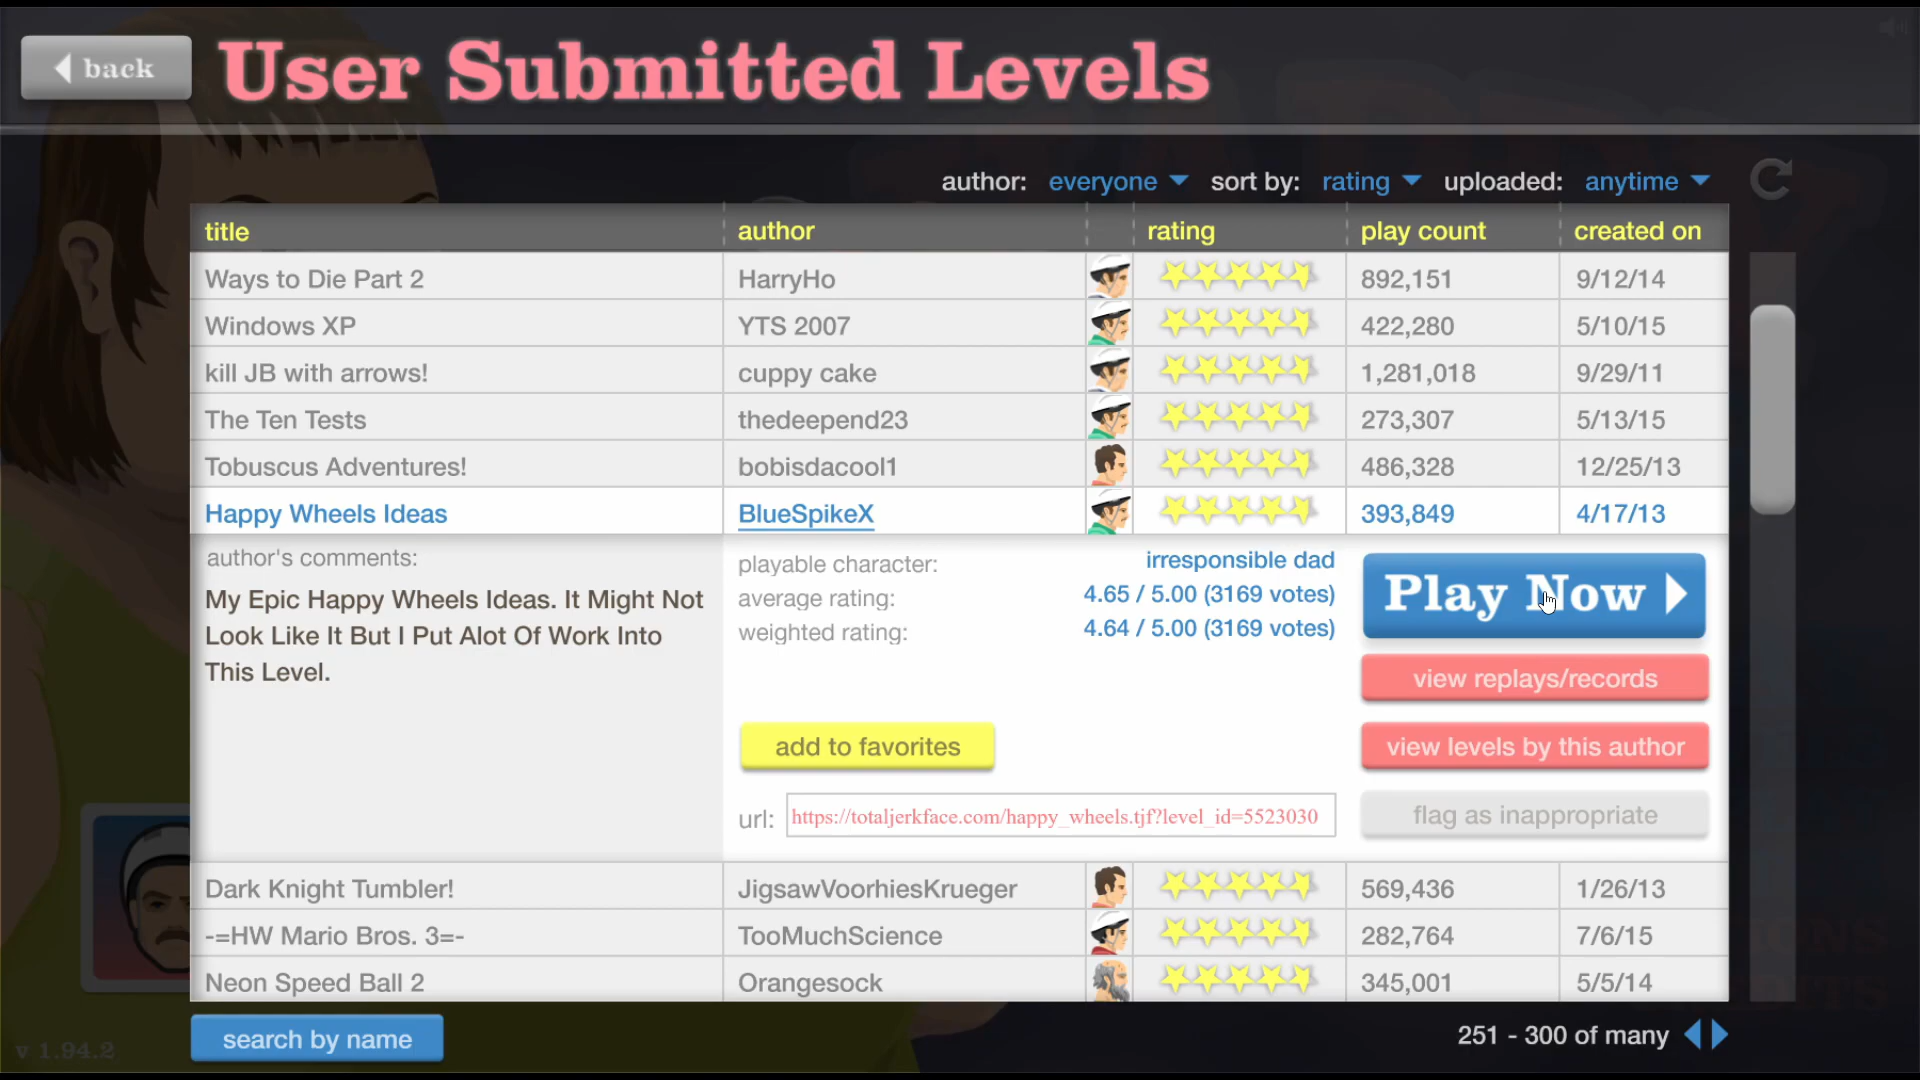 back
User Submitted Levels
author: everyone sort by: rating uploaded: anytime
title author rating play count created on
Ways to Die Part 2 HarryHo 892,151 9/12/14
Windows XP YTS 2007 422,280 5/10/15
kill JB with arrows! cuppy cake 1,281,018 9/29/11
The Ten Tests thedeepend23 273,307 5/13/15
Tobuscus Adventures! bobisdacool1 486,328 12/25/13
Happy Wheels Ideas BlueSpikeX 393,849 4/17/13
author's comments:
My Epic Happy Wheels Ideas. It Might Not
Look Like It But I Put Alot Of Work Into
This Level.
playable character: irresponsible dad
average rating: 4.65 / 5.00 (3169 votes)
weighted rating: 4.64 / 5.00 (3169 votes)
Play Now
view replays/records
add to favorites
view levels by this author
url: https://totaljerkface.com/happy_wheels.tjf?level_id=5523030
flag as inappropriate
Dark Knight Tumbler! JigsawVoorhiesKrueger 569,436 1/26/13
-=HW Mario Bros. 3=- TooMuchScience 282,764 7/6/15
Neon Speed Ball 2 Orangesock 345,001 5/5/14
search by name
251 - 300 of many
v 1.94.2